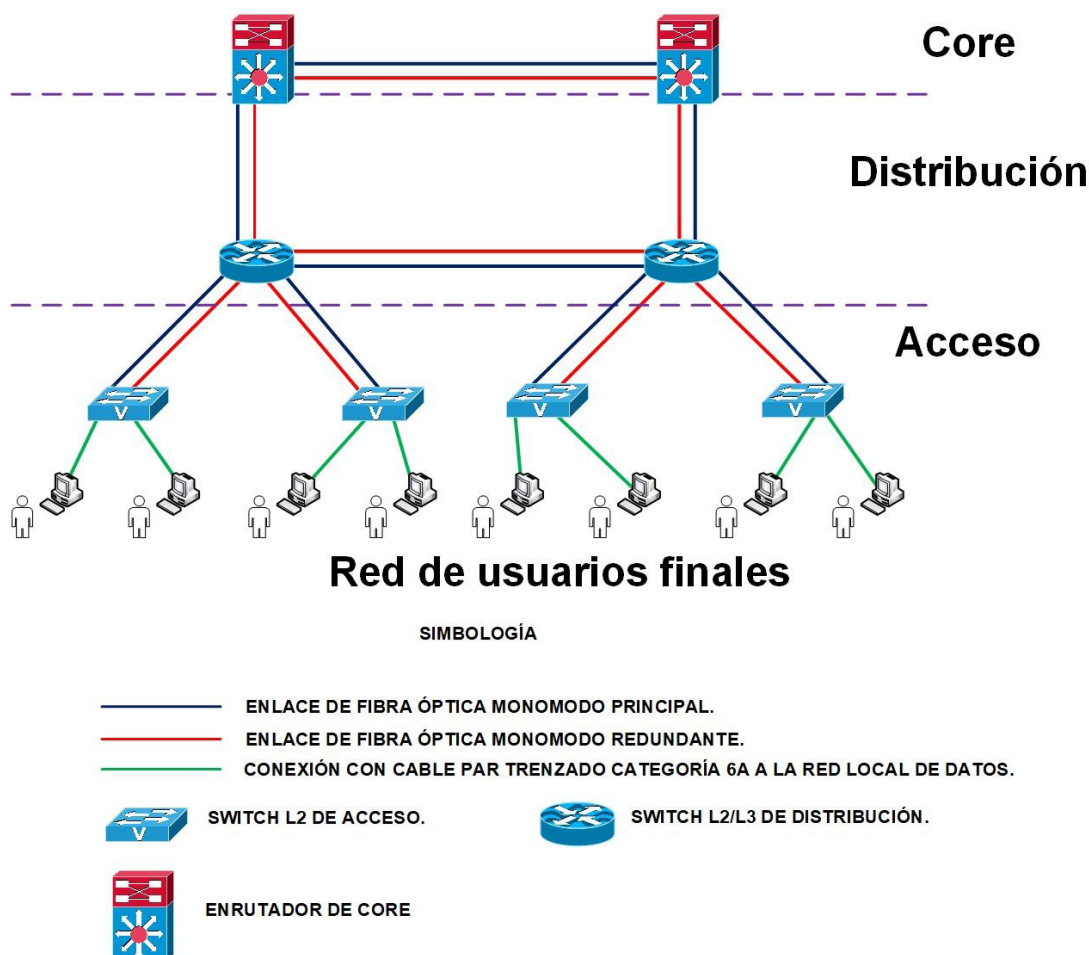 Core
Distribución
Acceso
V
V
V
V
Red de usuarios finales
SIMBOLOGÍA
ENLACE DE FIBRA ÓPTICA MONOMODO PRINCIPAL.
ENLACE DE FIBRA ÓPTICA MONOMODO REDUNDANTE.
CONEXIÓN CON CABLE PAR TRENZADO CATEGORÍA 6A A LA RED LOCAL DE DATOS.
V
SWITCH L2 DE ACCESO.
SWITCH L2/L3 DE DISTRIBUCIÓN.
ENRUTADOR DE CORE